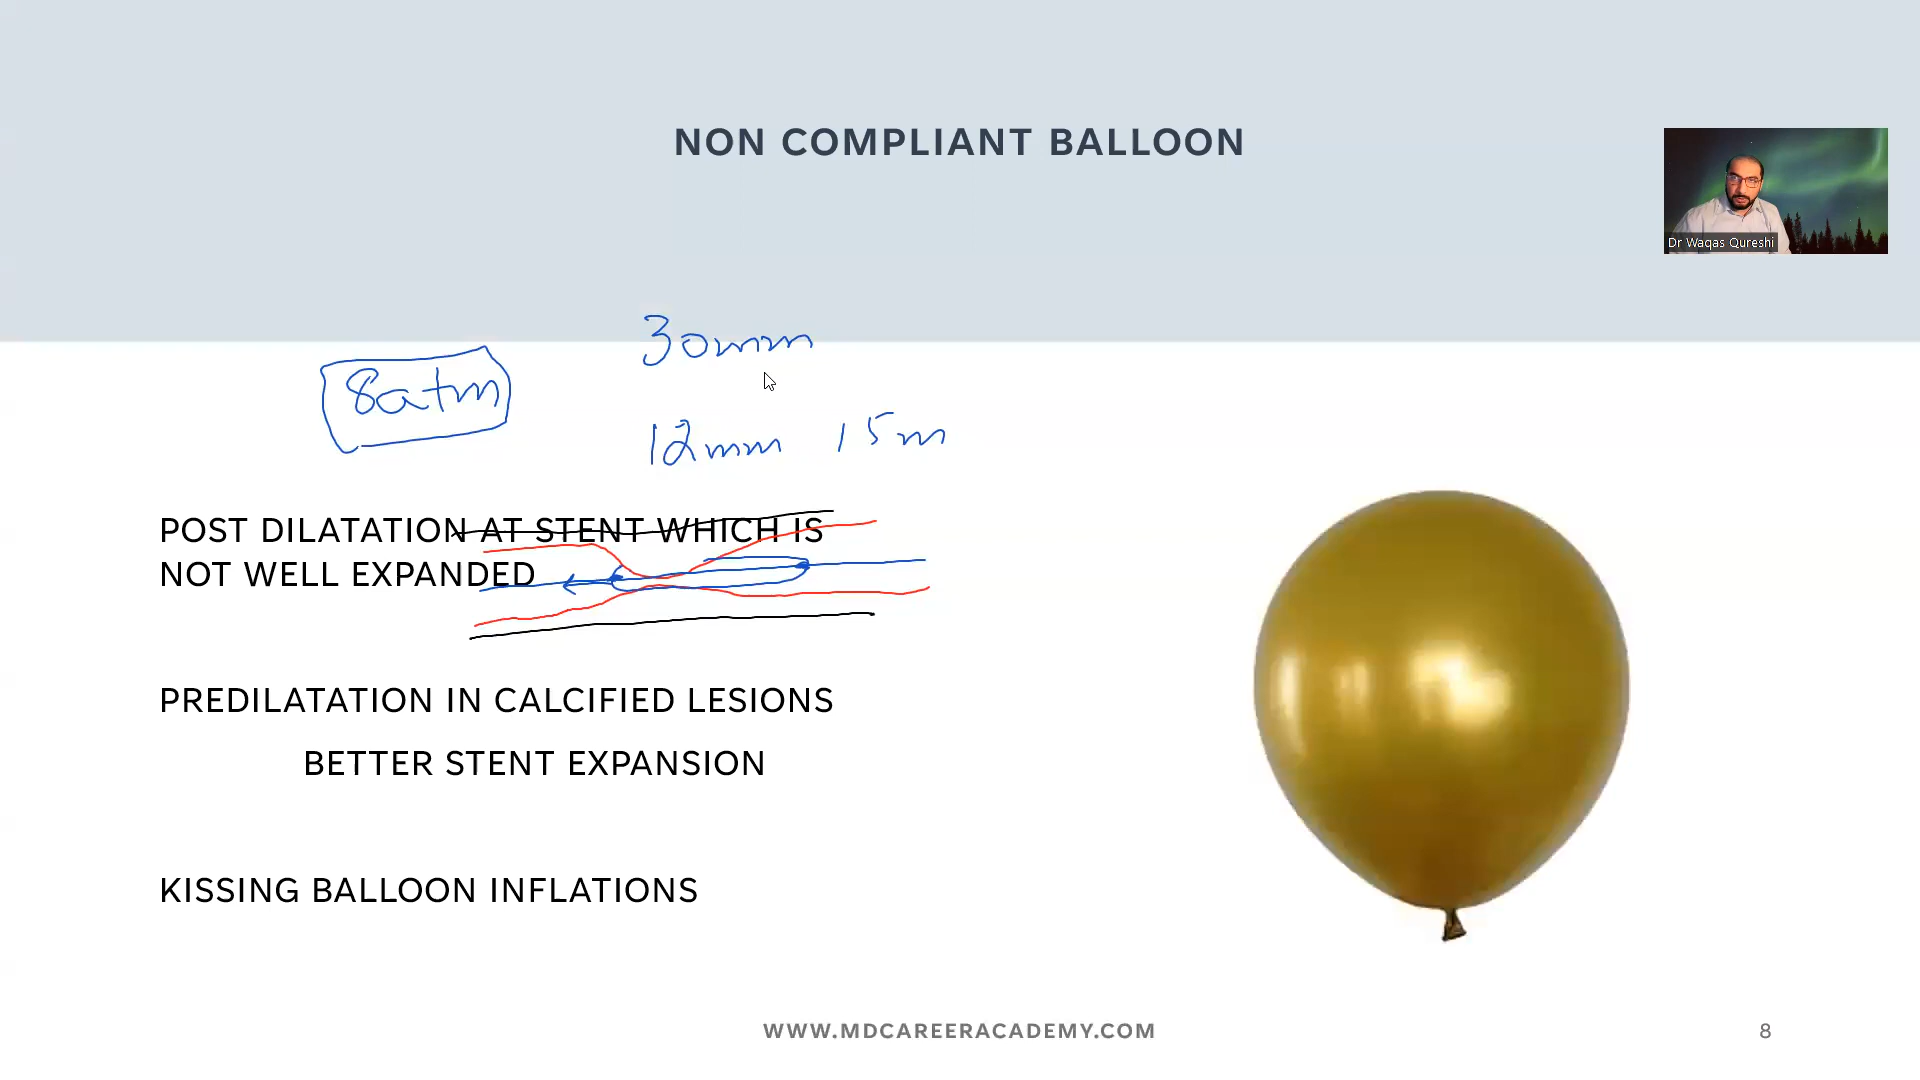 NON COMPLIANT BALLOON
Dr Waqas Qureshi
30mm
8atm
12mm 15m
POST DILATATION AT STENT WHICH IS
NOT WELL EXPANDED
PREDILATATION IN CALCIFIED LESIONS
BETTER STENT EXPANSION
KISSING BALLOON INFLATIONS
WWW.MDCAREERACADEMY.COM
8